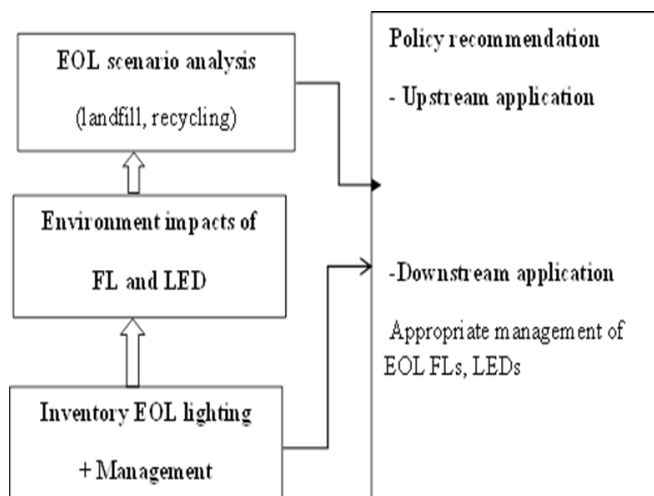 EOL scenario analysis
(landfill, recycling)
Environment impacts of
FL and LED
Inventory EOL lighting
+ Management
Policy recommendation
- Upstream application
-Downstream application
Appropriate management of
EOL FLs, LEDs